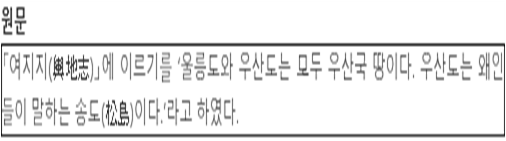 원문
「여지지(輿地志)」에 이르기를 '울릉도와 우산도는 모두 우산국 땅이다. 우산도는 왜인
들이 말하는 송도(松島)이다.'라고 하였다.